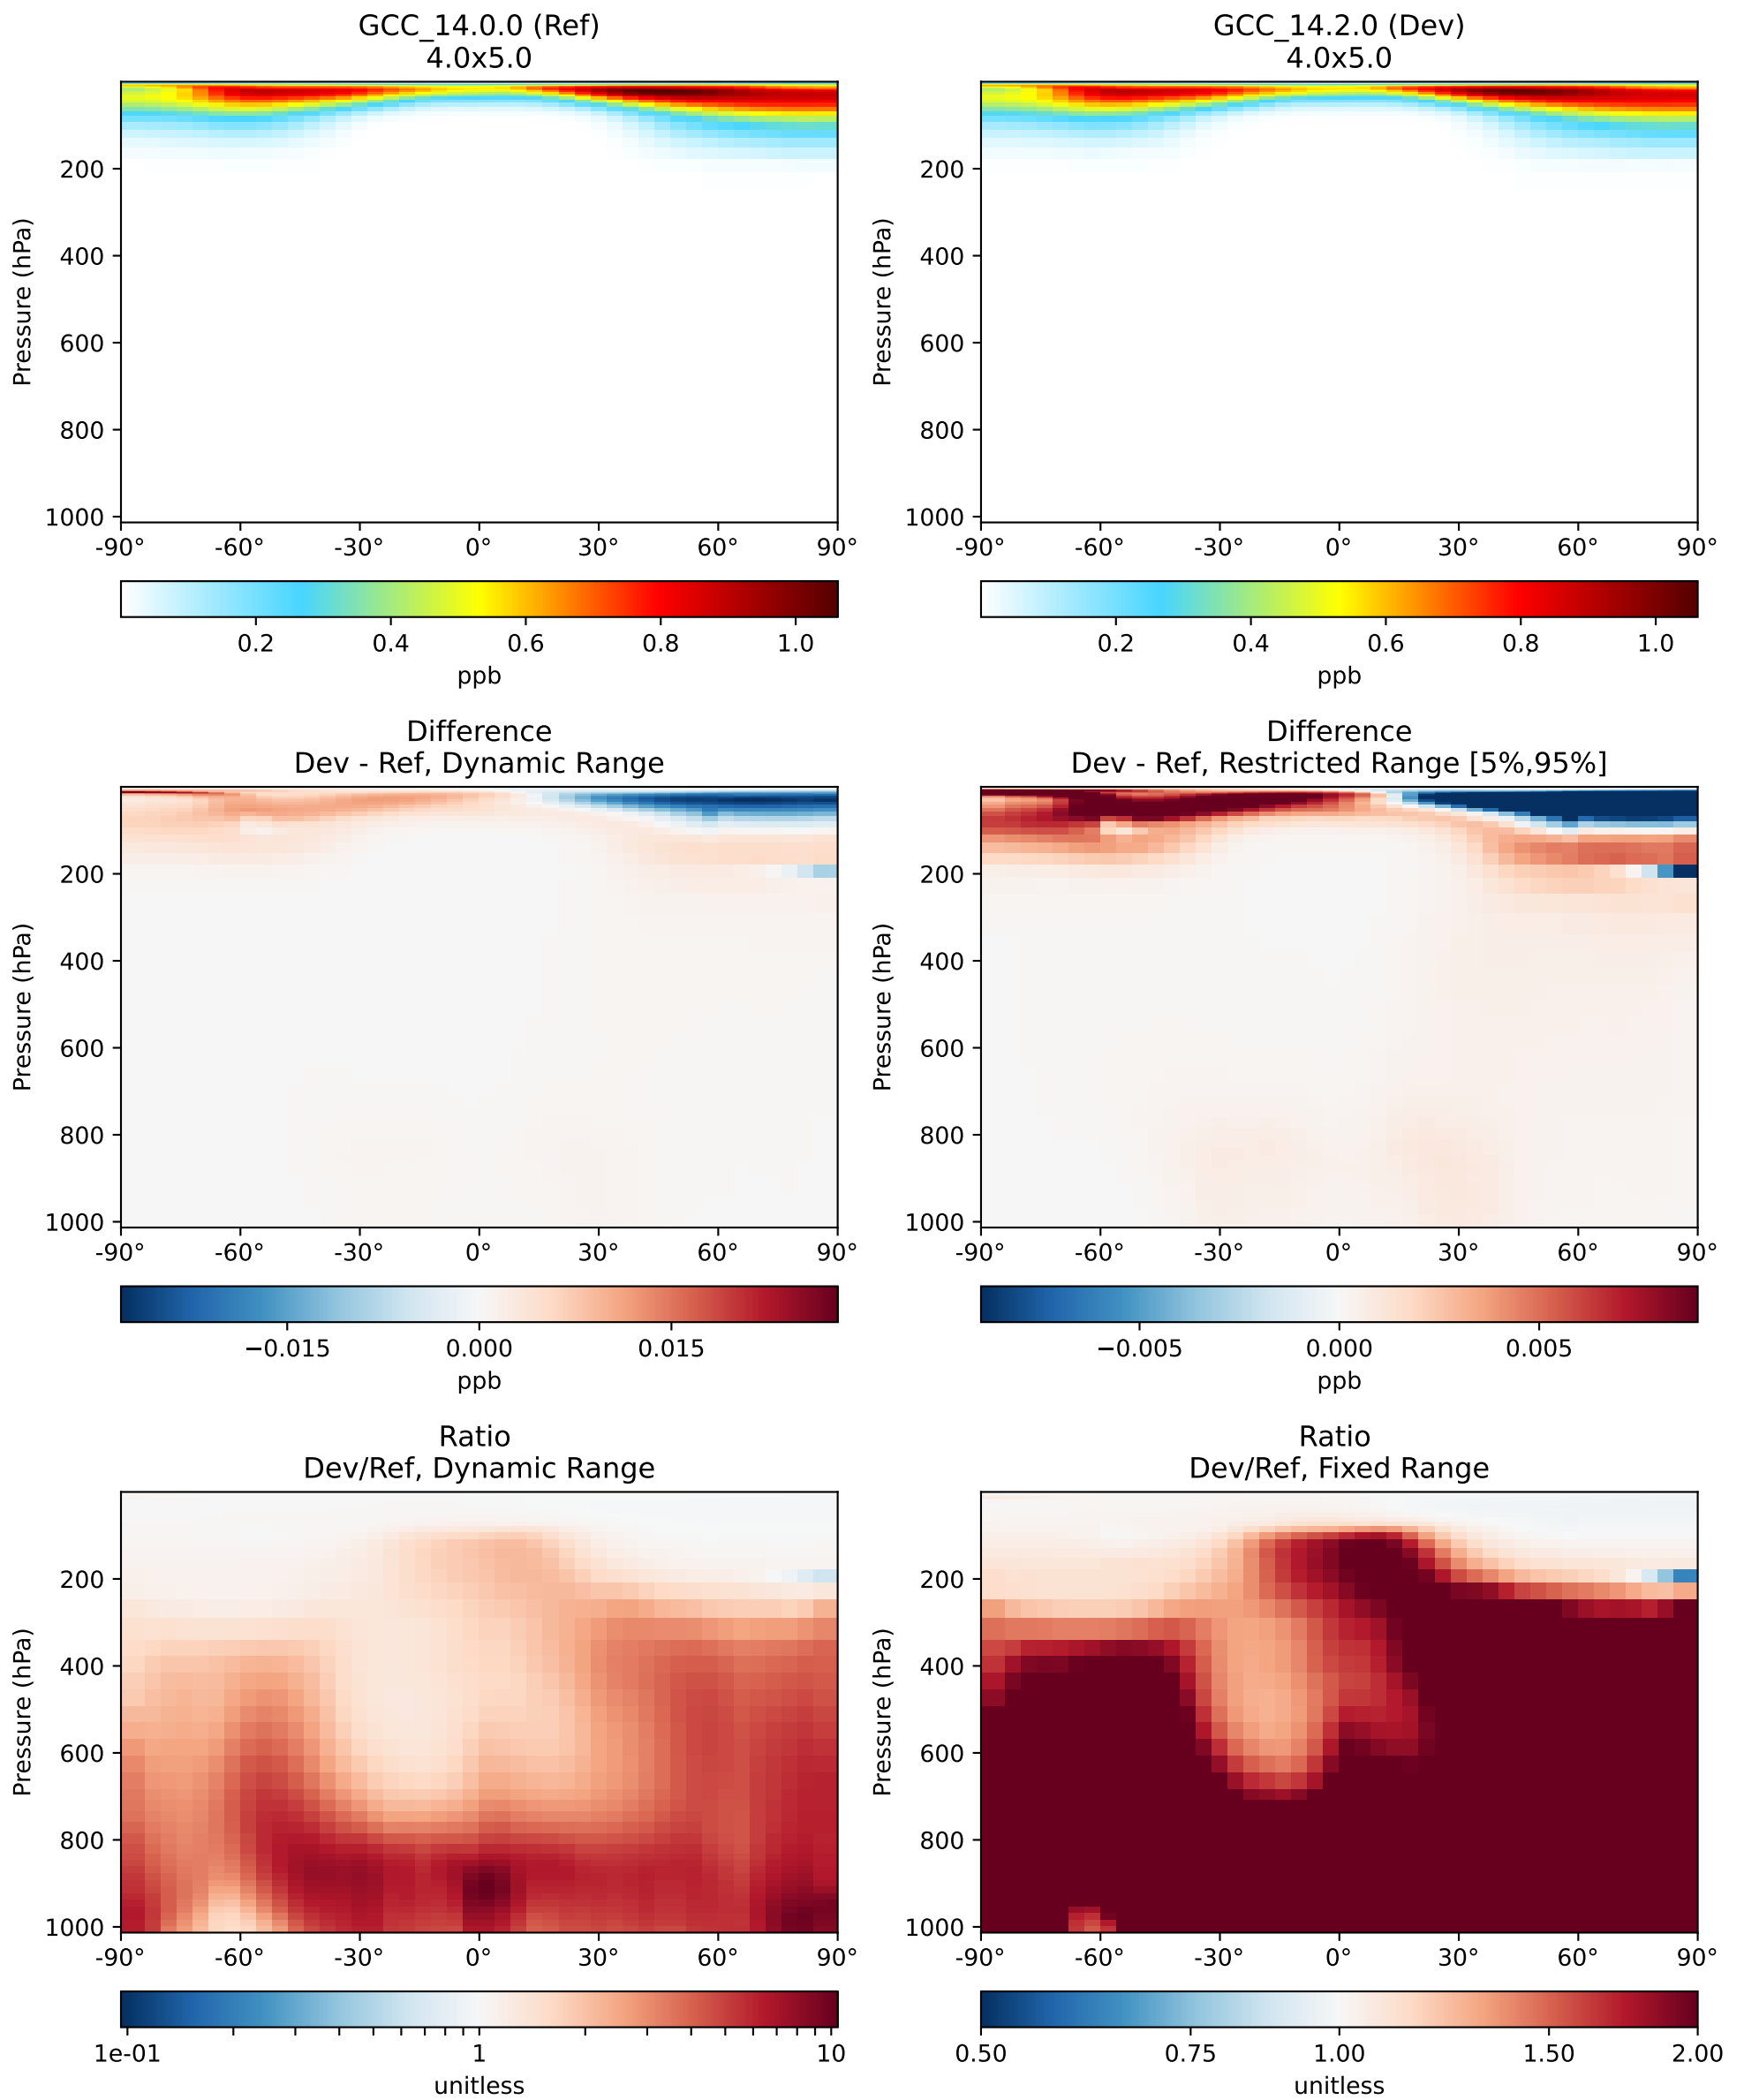 GCC_14.0.0 (Ref)
4.0x5.0
Pressure (hPa)
200
400
600
800
1000
-90° -60° -30° 0° 30° 60° 90°
0.2 0.4 0.6 0.8 1.0
ppb
GCC_14.2.0 (Dev)
4.0x5.0
Pressure (hPa)
200
400
600
800
1000
-90° -60° -30° 0° 30° 60° 90°
0.2 0.4 0.6 0.8 1.0
ppb
Difference
Dev - Ref, Dynamic Range
Pressure (hPa)
200
400
600
800
1000
-90° -60° -30° 0° 30° 60° 90°
−0.015 0.000 0.015
ppb
Difference
Dev - Ref, Restricted Range [5%,95%]
Pressure (hPa)
200
400
600
800
1000
-90° -60° -30° 0° 30° 60° 90°
−0.005 0.000 0.005
ppb
Ratio
Dev/Ref, Dynamic Range
Pressure (hPa)
200
400
600
800
1000
-90° -60° -30° 0° 30° 60° 90°
1e-01 1 10
unitless
Ratio
Dev/Ref, Fixed Range
Pressure (hPa)
200
400
600
800
1000
-90° -60° -30° 0° 30° 60° 90°
0.50 0.75 1.00 1.50 2.00
unitless